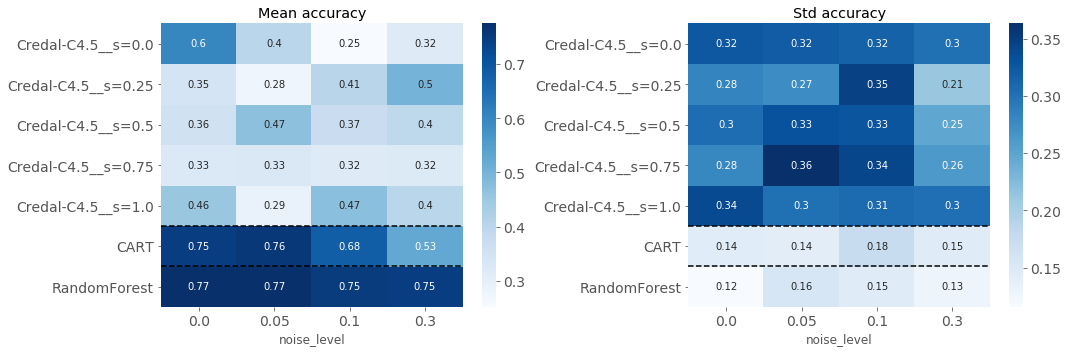 Mean accuracy
Credal-C4.5__s=0.0 0.6 0.4 0.25 0.32
Credal-C4.5__s=0.25 0.35 0.28 0.41 0.5
Credal-C4.5__s=0.5 0.36 0.47 0.37 0.4
Credal-C4.5__s=0.75 0.33 0.33 0.32 0.32
Credal-C4.5__s=1.0 0.46 0.29 0.47 0.4
CART 0.75 0.76 0.68 0.53
RandomForest 0.77 0.77 0.75 0.75
0.0 0.05 0.1 0.3
noise_level
0.7
0.6
0.5
0.4
0.3
Std accuracy
Credal-C4.5__s=0.0 0.32 0.32 0.32 0.3
Credal-C4.5__s=0.25 0.28 0.27 0.35 0.21
Credal-C4.5__s=0.5 0.3 0.33 0.33 0.25
Credal-C4.5__s=0.75 0.28 0.36 0.34 0.26
Credal-C4.5__s=1.0 0.34 0.3 0.31 0.3
CART 0.14 0.14 0.18 0.15
RandomForest 0.12 0.16 0.15 0.13
0.0 0.05 0.1 0.3
noise_level
0.35
0.30
0.25
0.20
0.15